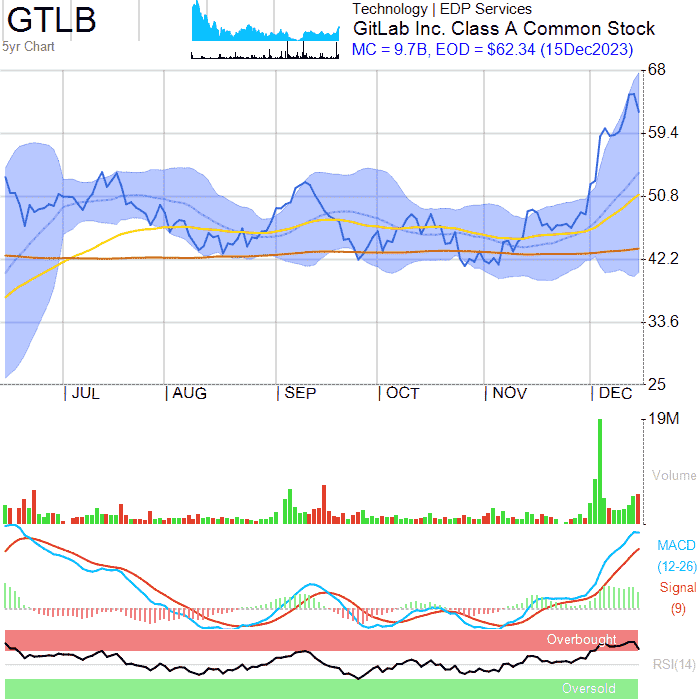 GTLB
5yr Chart
Technology | EDP Services
GitLab Inc. Class A Common Stock
MC = 9.7B, EOD = $62.34 (15Dec2023)
68
59.4
50.8
42.2
33.6
25
JUL AUG SEP OCT NOV DEC
19M
Volume
MACD
(12-26)
Signal
(9)
Overbought
RSI(14)
Oversold